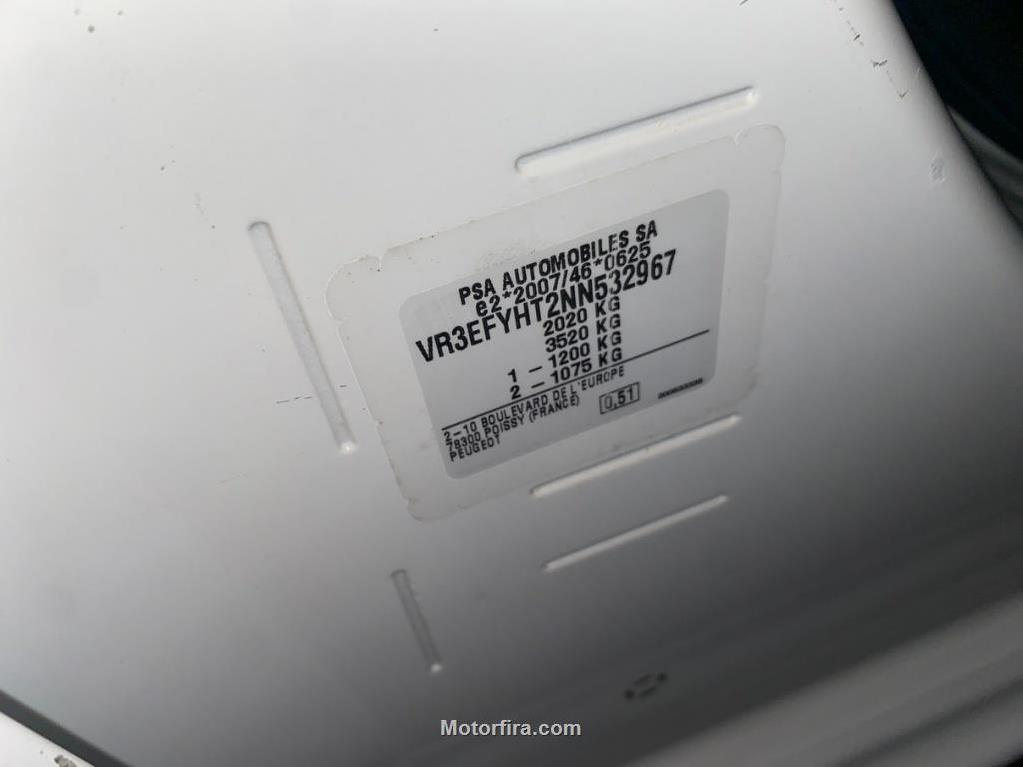 PSA AUTOMOBILES SA
e2*2007/46*0625
VR3EFYHT2NN532967
2020 KG
3520 KG
1 - 1200 KG
2 - 1075 KG
2-10 BOULEVARD DE L'EUROPE
78300 POISSY (FRANCE)
PEUGEOT
0,51
Motorfira.com